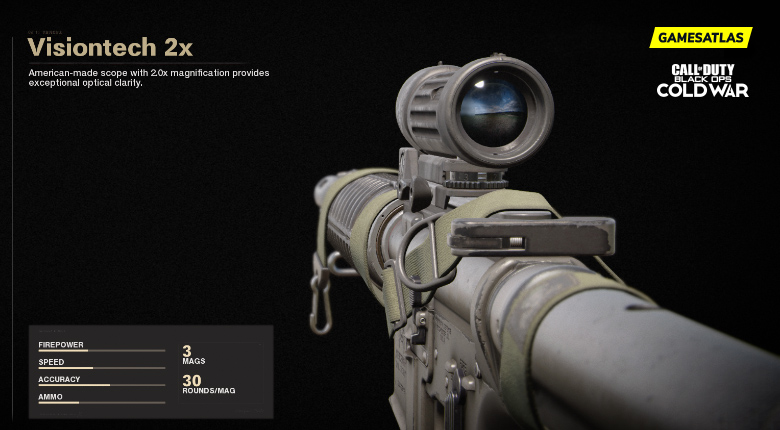 Visiontech 2x
American-made scope with 2.0x magnification provides
exceptional optical clarity.
GAMESATLAS
CALL OF DUTY
BLACK OPS
COLD WAR
FIREPOWER
SPEED
ACCURACY
AMMO
3
MAGS
30
ROUNDS/MAG